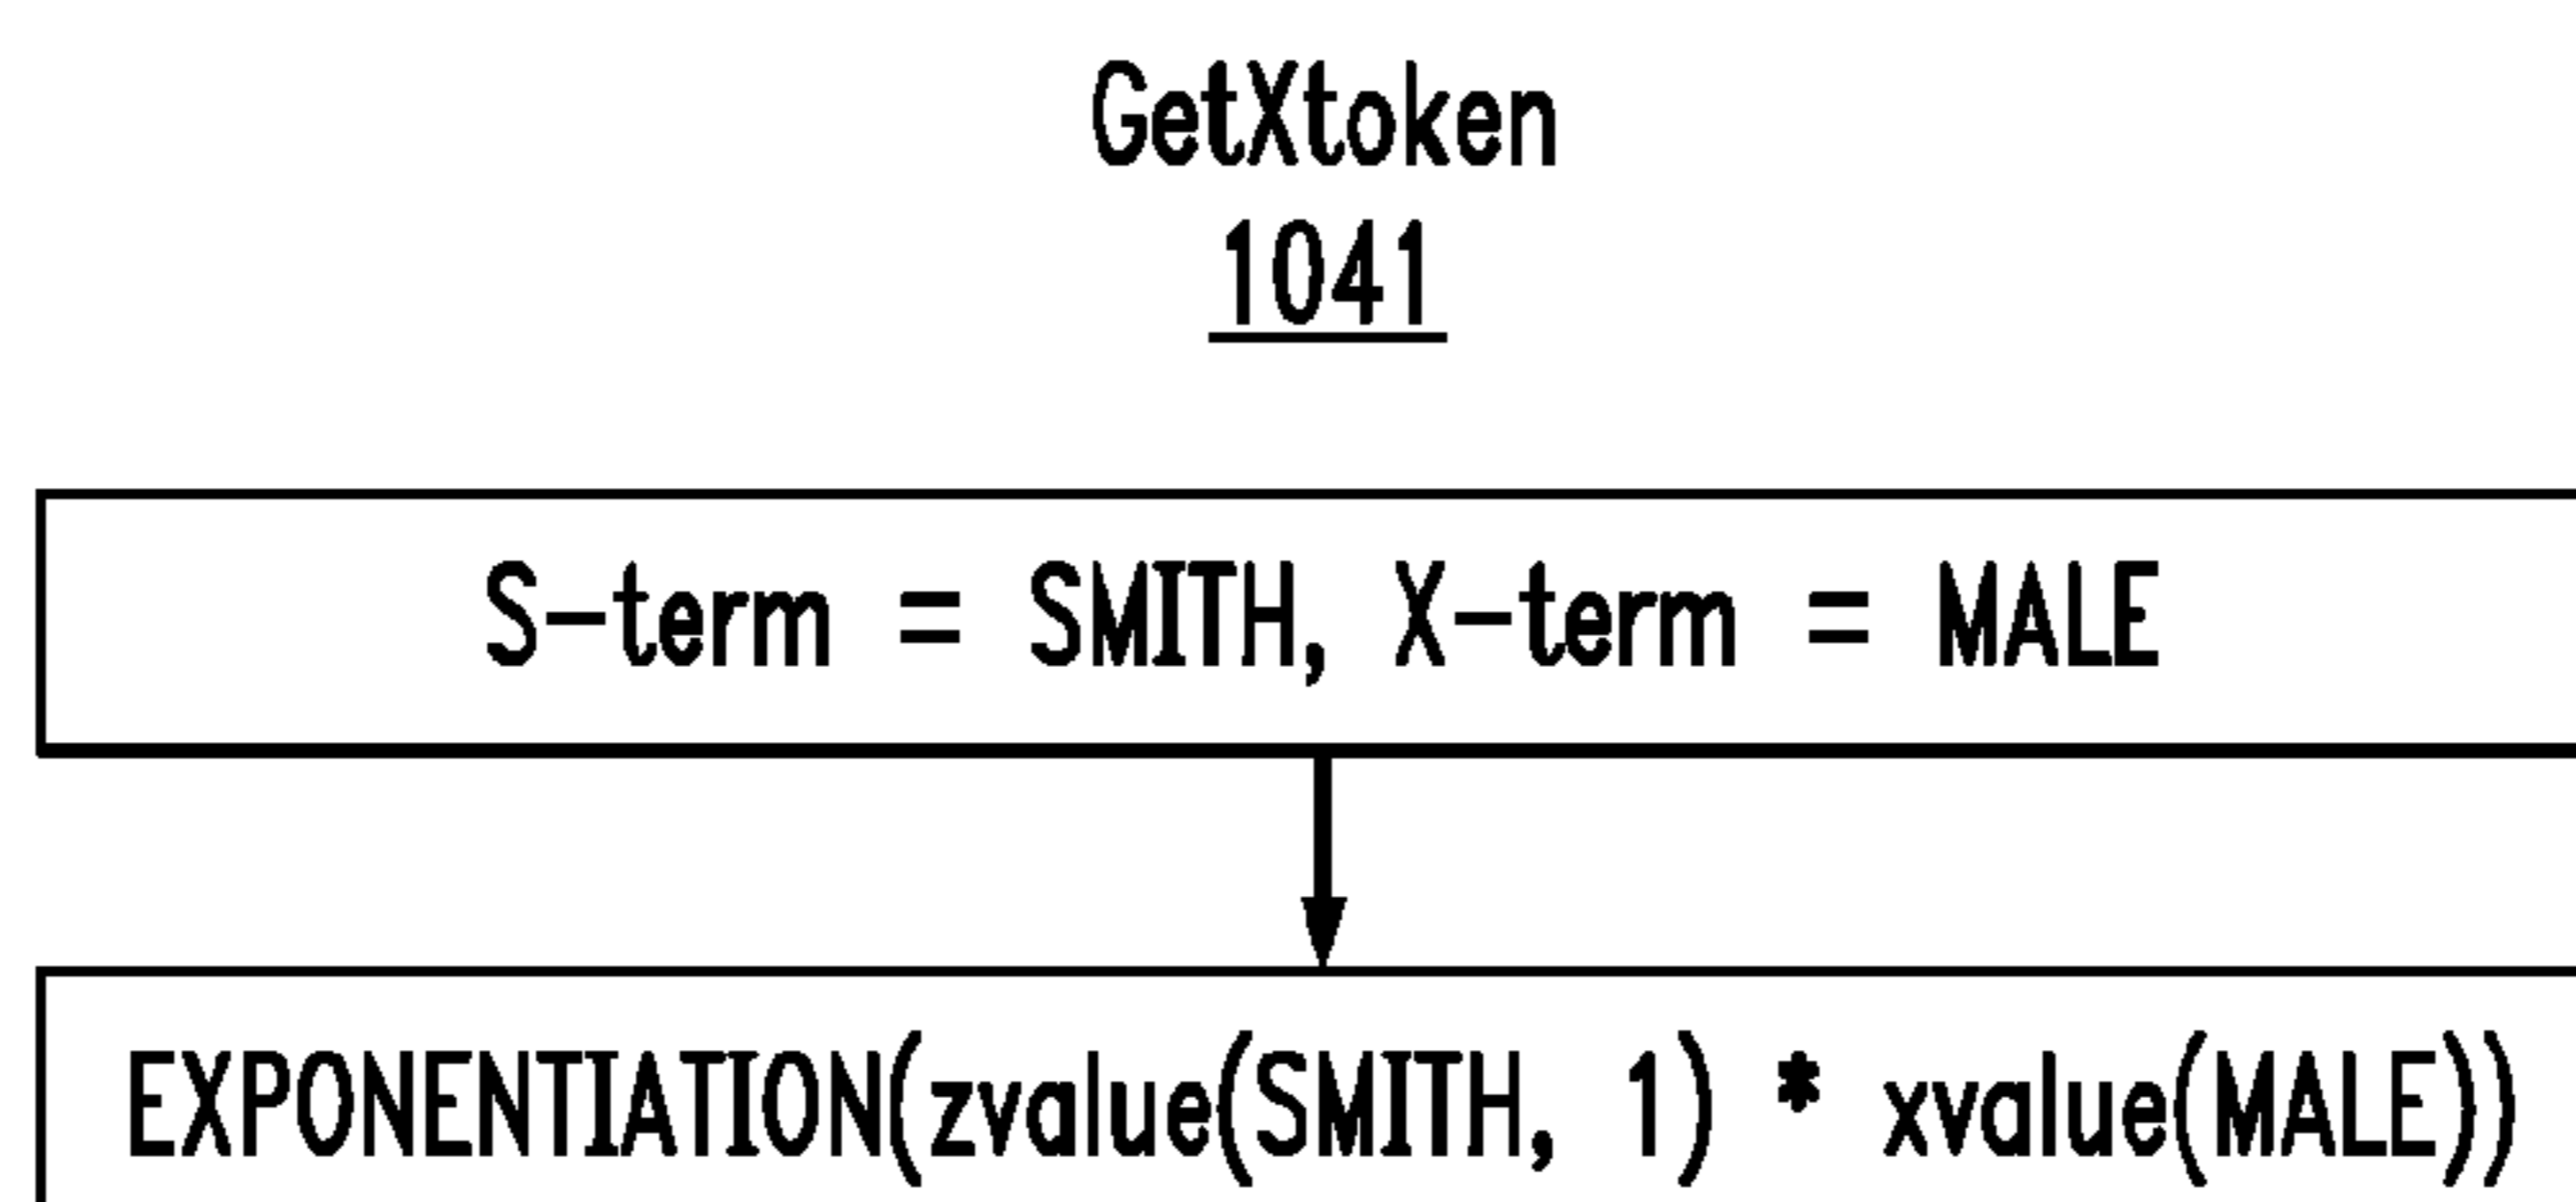 GetXtoken
1041
S-term = SMITH, X-term = MALE
EXPONENTIATION(zvalue(SMITH, 1) * xvalue(MALE))